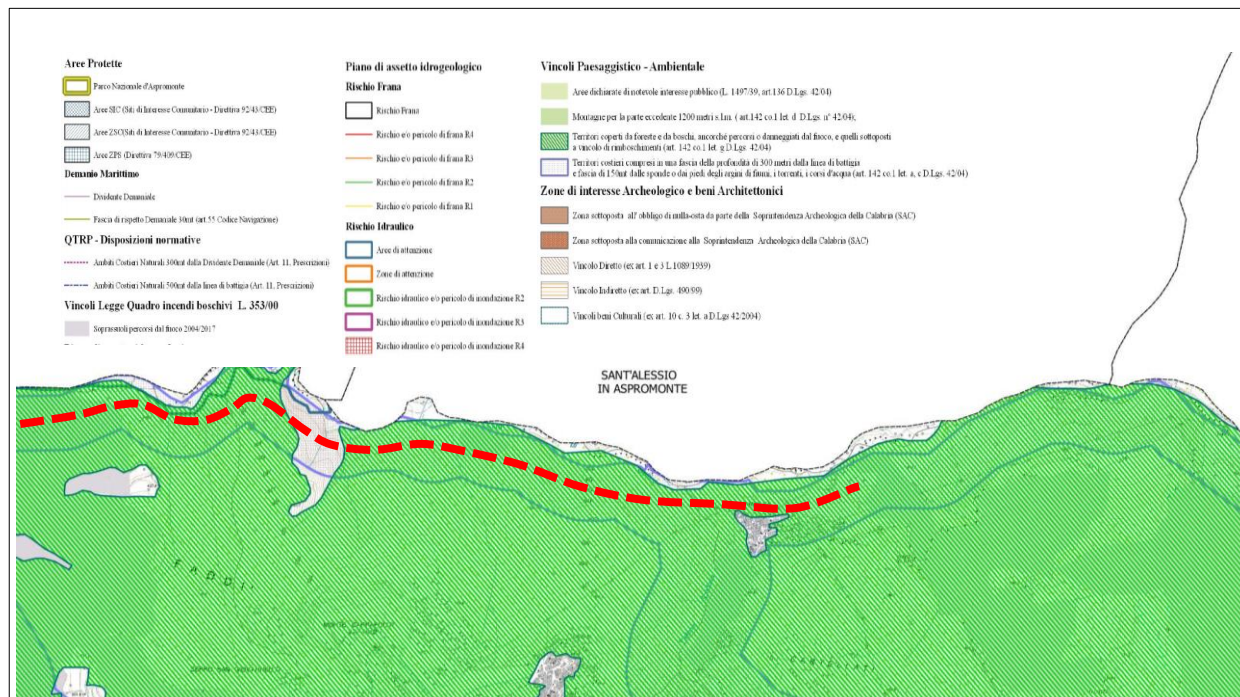 Aree Protette
Parco Nazionale d'Aspromonte
Aree SIC (Siti di Interesse Comunitario - Direttiva 92/43/CEE)
Aree ZSC(Siti di Interesse Comunitario - Direttiva 92/43/CEE)
Aree ZPS (Direttiva 79/409/CEE)
Demanio Marittimo
Dividente Demaniale
Fascia di rispetto Demaniale 30mt (art.55 Codice Navigazione)
QTRP - Disposizioni normative
Ambiti Costieri Naturali 300mt dalla Dividente Demaniale (Art. 11, Prescrizioni)
Ambiti Costieri Naturali 500mt dalla linea di battigia (Art. 11, Prescrizioni)
Vincoli Legge Quadro incendi boschivi L. 353/00
Soprassuoli percorsi dal fuoco 2004/2017
Piano di assetto idrogeologico
Rischio Frana
Rischio Frana
Rischio e/o pericolo di frana R4
Rischio e/o pericolo di frana R3
Rischio e/o pericolo di frana R2
Rischio e/o pericolo di frana R1
Rischio Idraulico
Aree di attenzione
Zone di attenzione
Rischio idraulico e/o pericolo di inondazione R2
Rischio idraulico e/o pericolo di inondazione R3
Rischio idraulico e/o pericolo di inondazione R4
Vincoli Paesaggistico - Ambientale
Aree dichiarate di notevole interesse pubblico (L. 1497/39, art.136 D.Lgs. 42/04)
Montagne per la parte eccedente 1200 metri s.l.m. ( art.142 co.1 let. d D.Lgs. n° 42/04);
Territori coperti da foreste e da boschi, ancorché percorsi o danneggiati dal fuoco, e quelli sottoposti
a vincolo di rimboschimenti (art. 142 co.1 let. g D.Lgs. 42/04)
Territori costieri compresi in una fascia della profondità di 300 metri dalla linea di battigia
e fascia di 150mt dalle sponde o dai piedi degli argini di fiumi, i torrenti, i corsi d'acqua (art. 142 co.1 let. a, c D.Lgs. 42/04)
Zone di interesse Archeologico e beni Architettonici
Zona sottoposta all' obbligo di nulla-osta da parte della Soprintendenza Archeologica della Calabria (SAC)
Zona sottoposta alla comunicazione alla Soprintendenza Archeologica della Calabria (SAC)
Vincolo Diretto (ex art. 1 e 3 L.1089/1939)
Vincolo Indiretto (ex art. D.Lgs. 490/99)
Vincoli beni Culturali (ex art. 10 c. 3 let. a D.Lgs 42/2004)
SANT'ALESSIO
IN ASPROMONTE